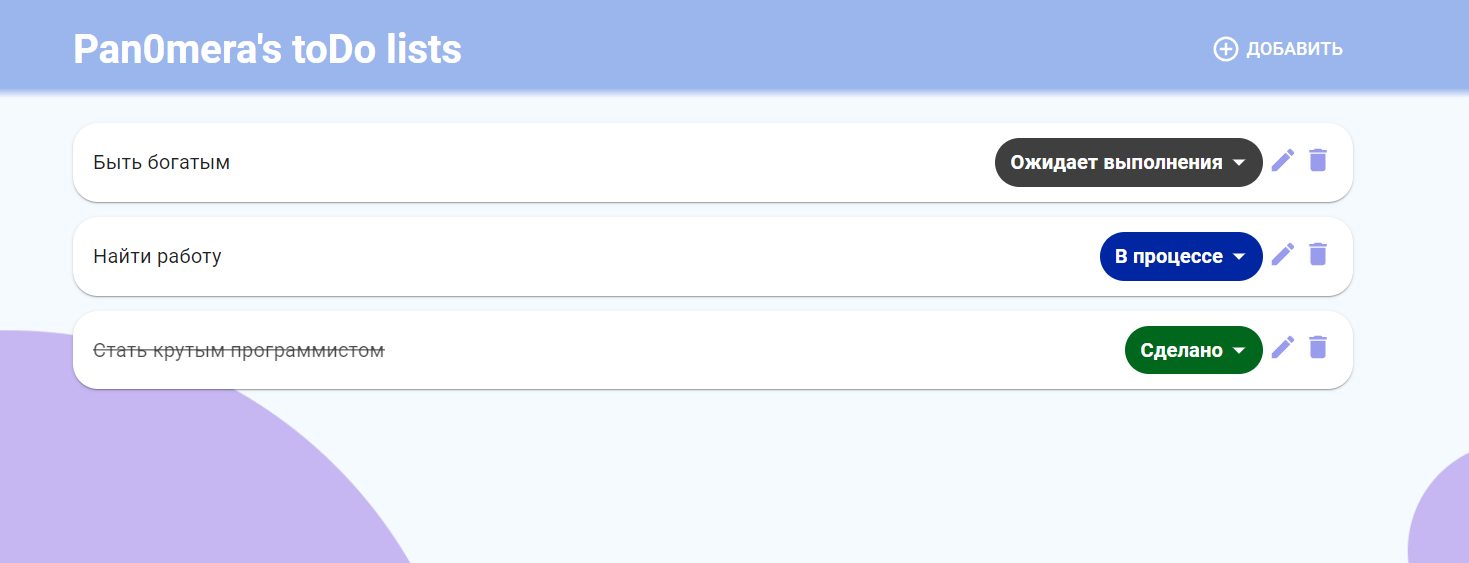 Pan0mera's toDo lists
ДОБАВИТЬ
Быть богатым
Ожидает выполнения
Найти работу
В процессе
Стать крутым программистом
Сделано